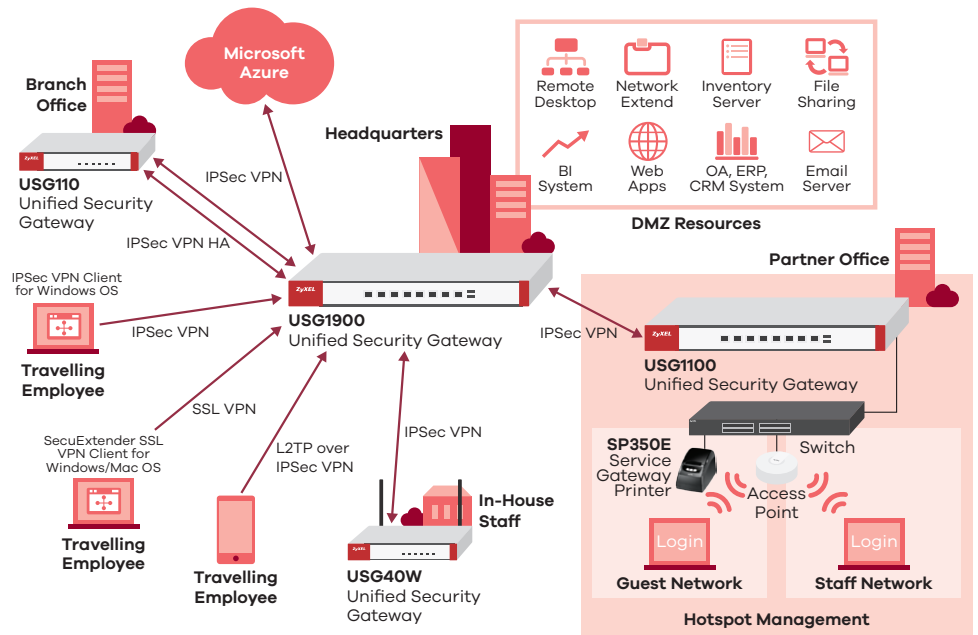 Microsoft
Azure
Branch
Office
ZyXEL
USG110
Unified Security
Gateway
IPSec VPN
IPSec VPN HA
Headquarters
Remote
Desktop
Network
Extend
Inventory
Server
File
Sharing
BI
System
Web
Apps
OA, ERP,
CRM System
Email
Server
DMZ Resources
IPSec VPN Client
for Windows OS
IPSec VPN
Travelling
Employee
ZyXEL
USG1900
Unified Security Gateway
IPSec VPN
Partner Office
ZyXEL
USG1100
Unified Security Gateway
SSL VPN
SecuExtender SSL
VPN Client for
Windows/Mac OS
Travelling
Employee
L2TP over
IPSec VPN
Travelling
Employee
IPSec VPN
In-House
Staff
ZyXEL
USG40W
Unified Security
Gateway
Switch
SP350E
Service
Gateway
Printer
Access
Point
Login
Guest Network
Login
Staff Network
Hotspot Management